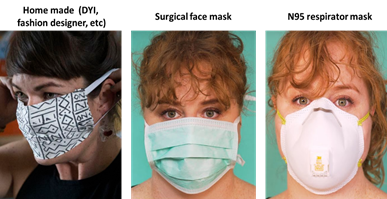 Home made  (DYI,
fashion designer, etc)
Surgical face mask
N95 respirator mask